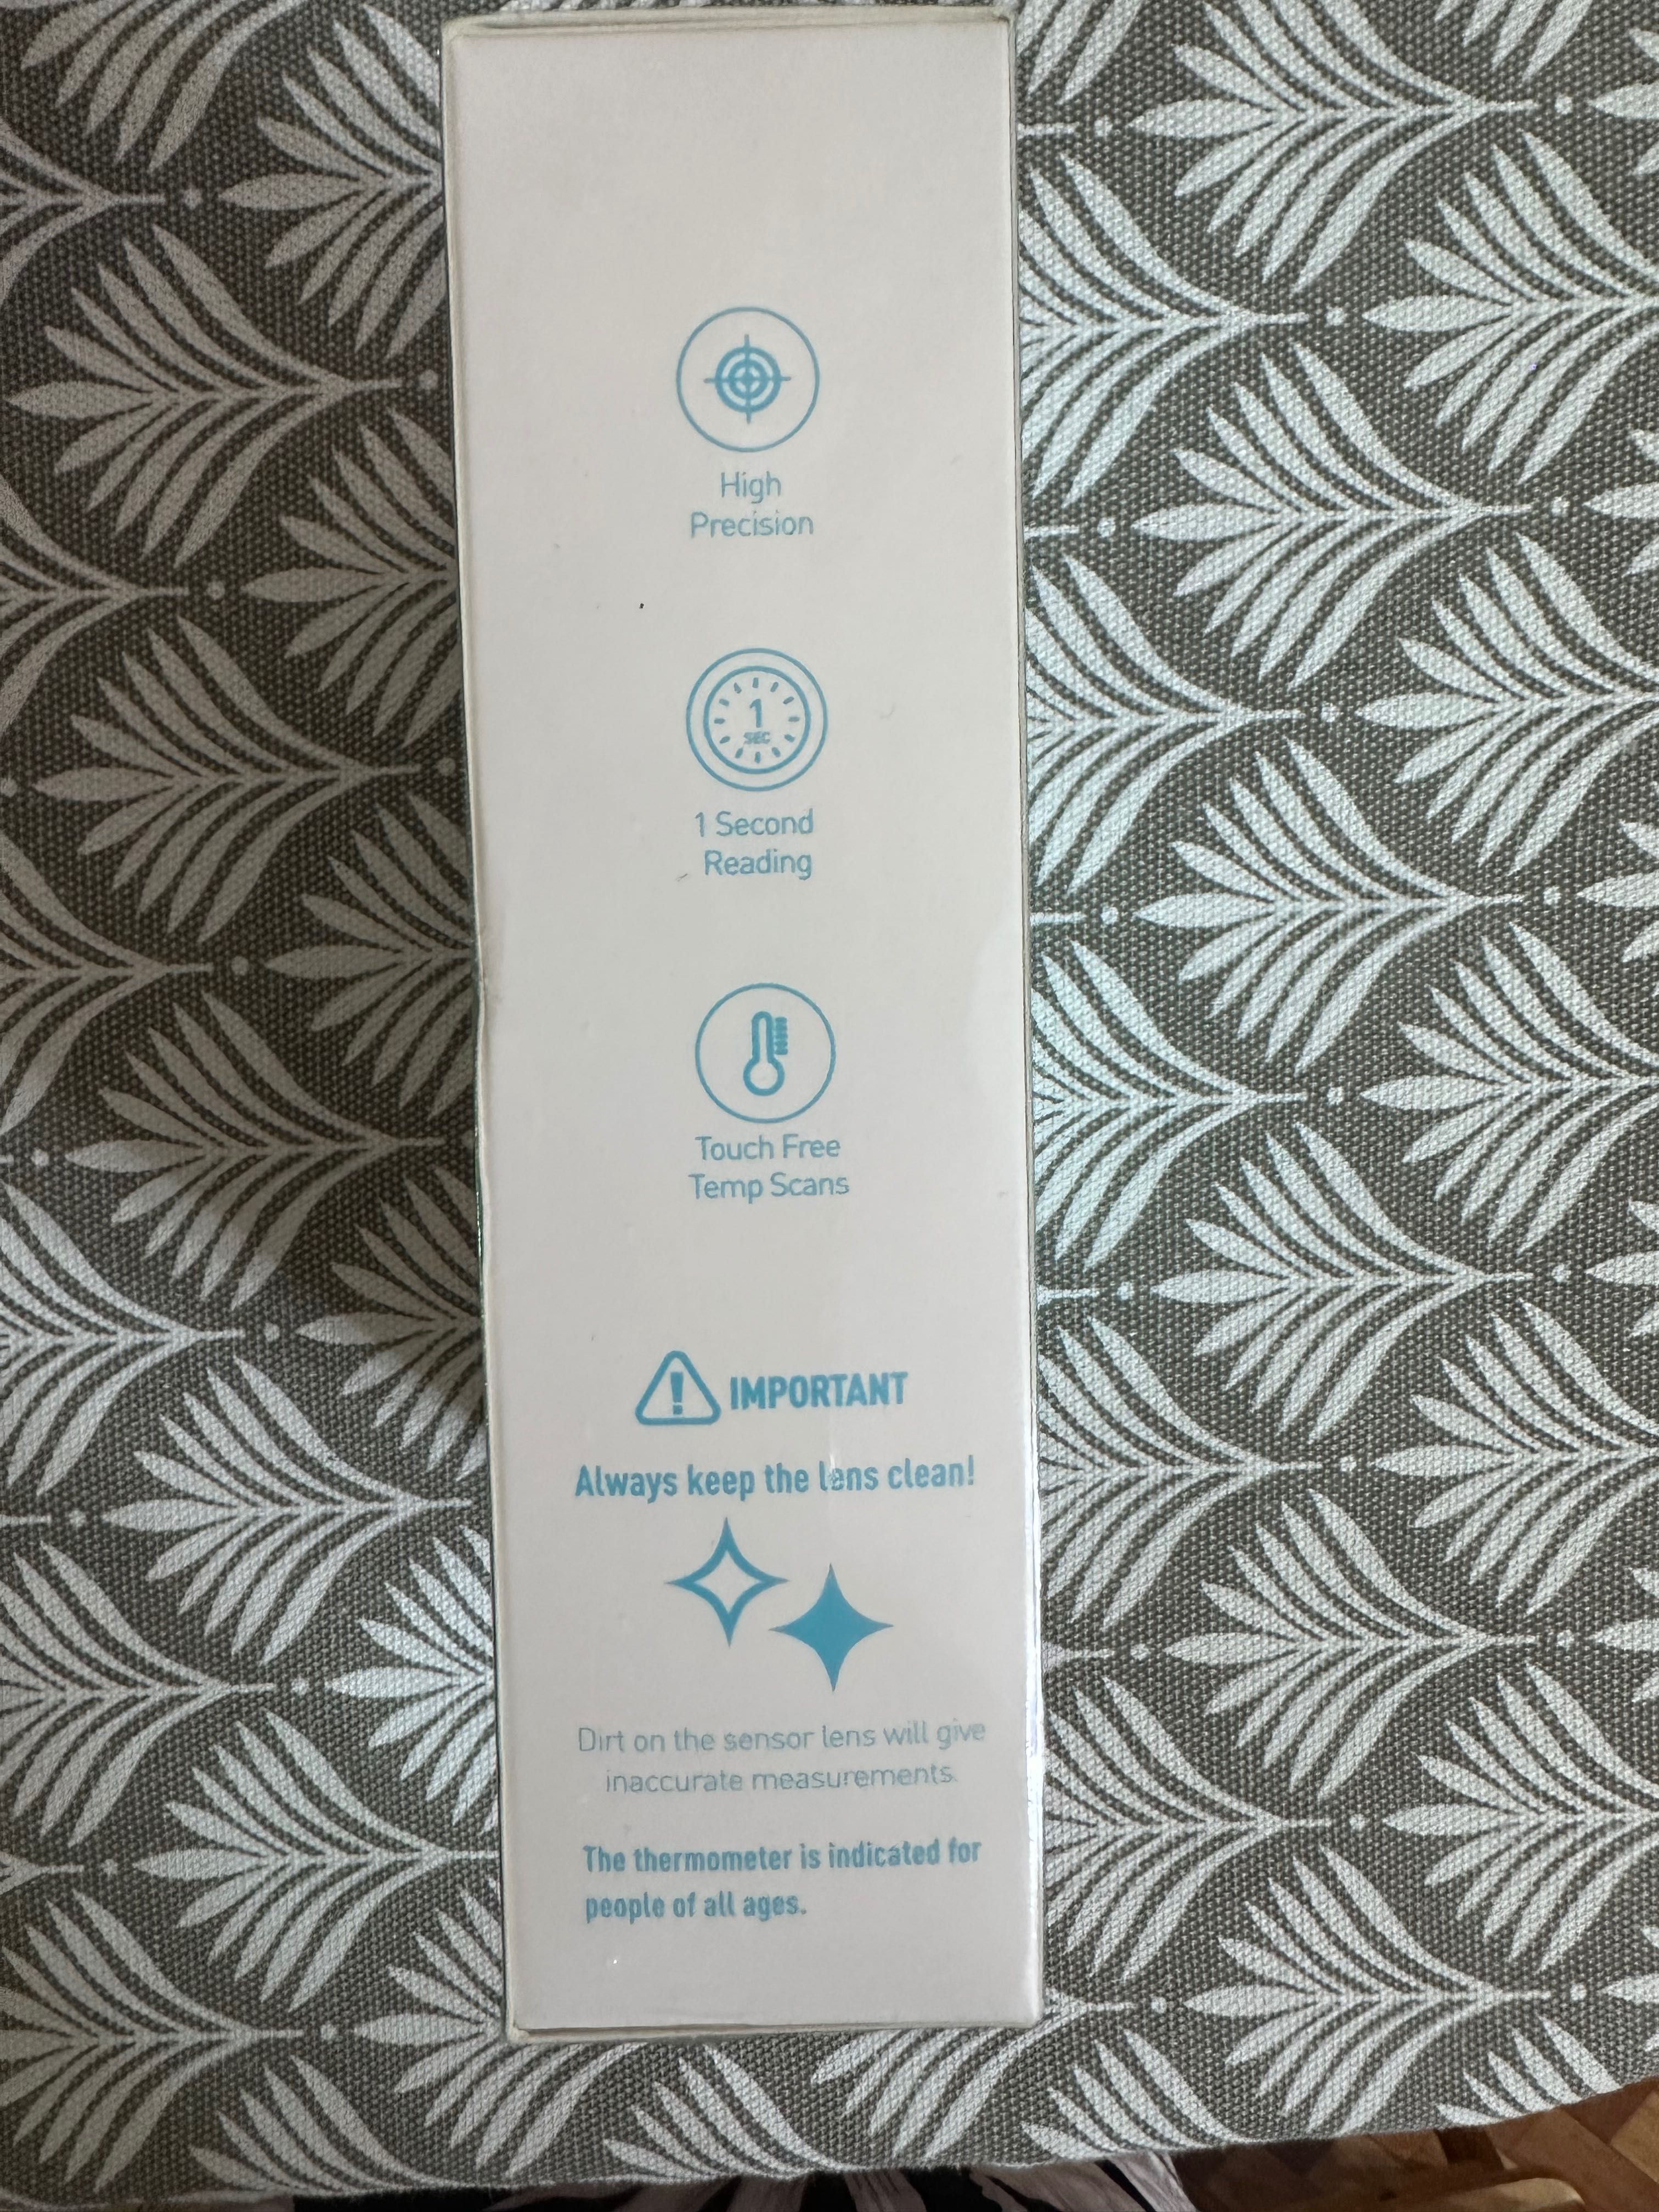 High
Precision
1
SEC
1 Second
Reading
Touch Free
Temp Scans
IMPORTANT
Always keep the lens clean!
Dirt on the sensor lens will give
inaccurate measurements.
The thermometer is indicated for
people of all ages.